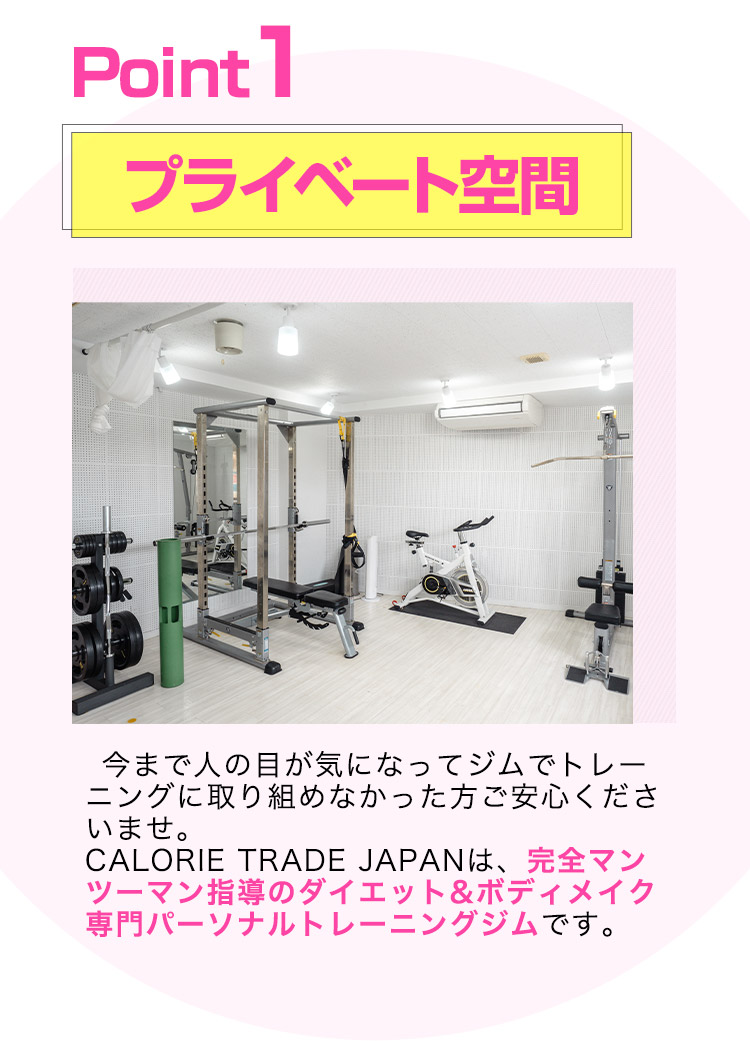 Point1
プライベート空間
今まで人の目が気になってジムでトレー
ニングに取り組めなかった方ご安心くださ
いませ。
CALORIE TRADE JAPANは、完全マン
ツーマン指導のダイエット&ボディメイク
専門パーソナルトレーニングジムです。